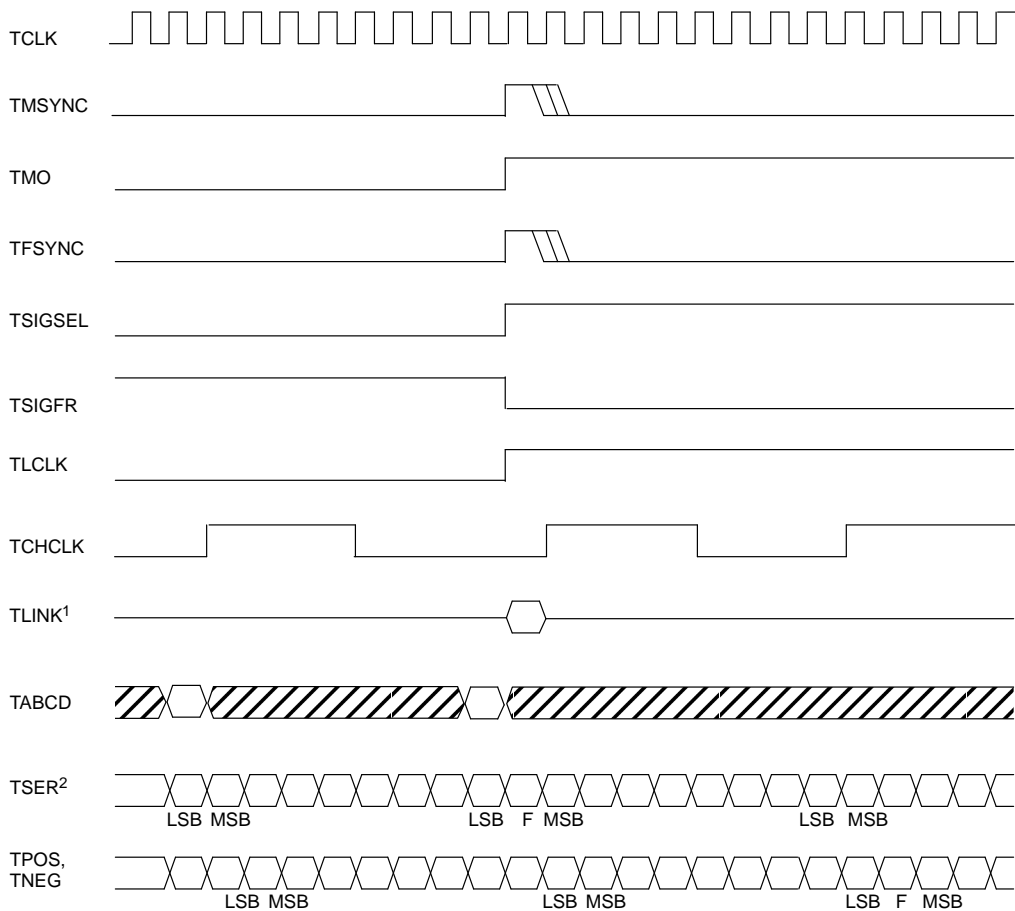 TCLK
TMSYNC
TMO
TFSYNC
TSIGSEL
TSIGFR
TLCLK
TCHCLK
TLINK1
TABCD
TSER2
LSB MSB LSB F MSB LSB MSB
TPOS,
TNEG
LSB MSB LSB MSB LSB F MSB